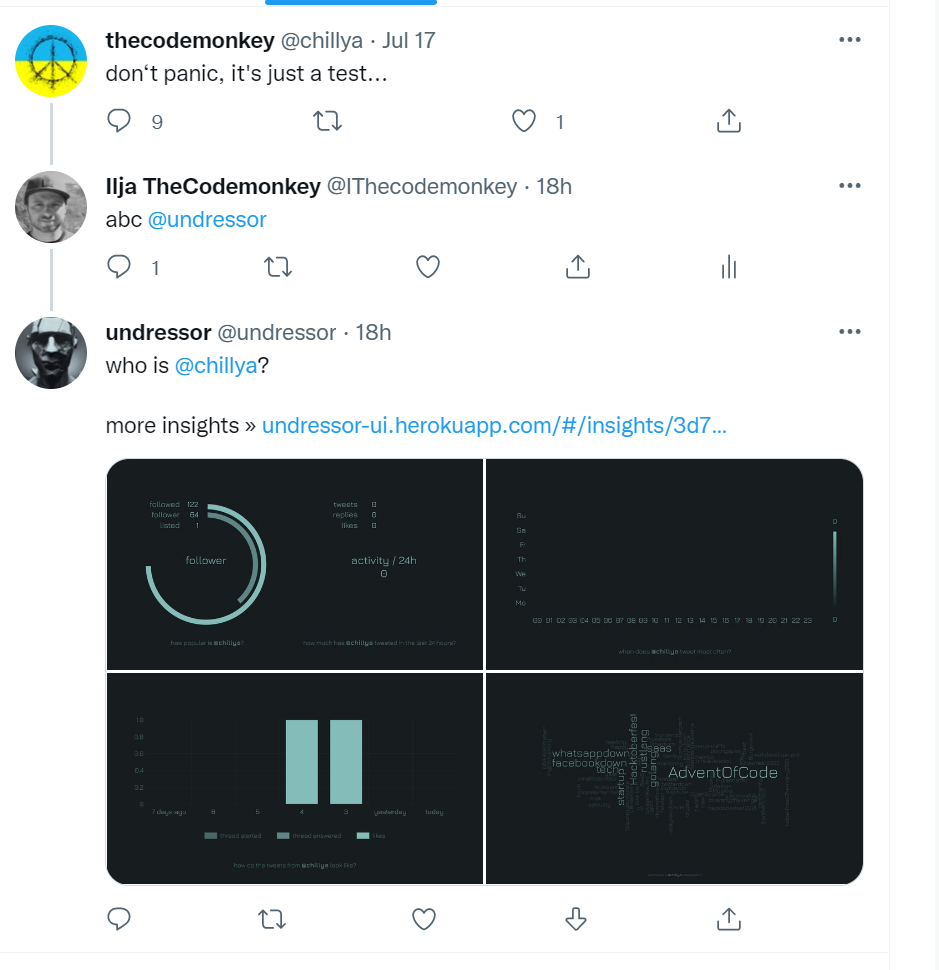 thecodemonkey @chillya · Jul 17
don‘t panic, it's just a test...
9
1
Ilja TheCodemonkey @IThecodemonkey · 18h
abc @undressor
1
undressor @undressor · 18h
who is @chillya?
more insights » undressor-ui.herokuapp.com/#/insights/3d7...
followed 122
follower 64
listed 1
follower
how popular is @chillya?
tweets 0
replies 0
likes 0
activity / 24h
0
how much has @chillya tweeted in the last 24 hours?
Su
Sa
Fr
Th
We
Tu
Mo
00 01 02 03 04 05 06 07 08 09 10 11 12 13 14 15 16 17 18 19 20 21 22 23
0
0
when does @chillya tweet most often?
1.0
0.8
0.6
0.4
0.2
0
7 days ago 6 5 4 3 yesterday today
thread started thread answered likes
how do the tweets from @chillya look like?
whatsappdown
facebookdown
tech
startup
Hacktoberfest
rustlang
golang
saas
AdventOfCode